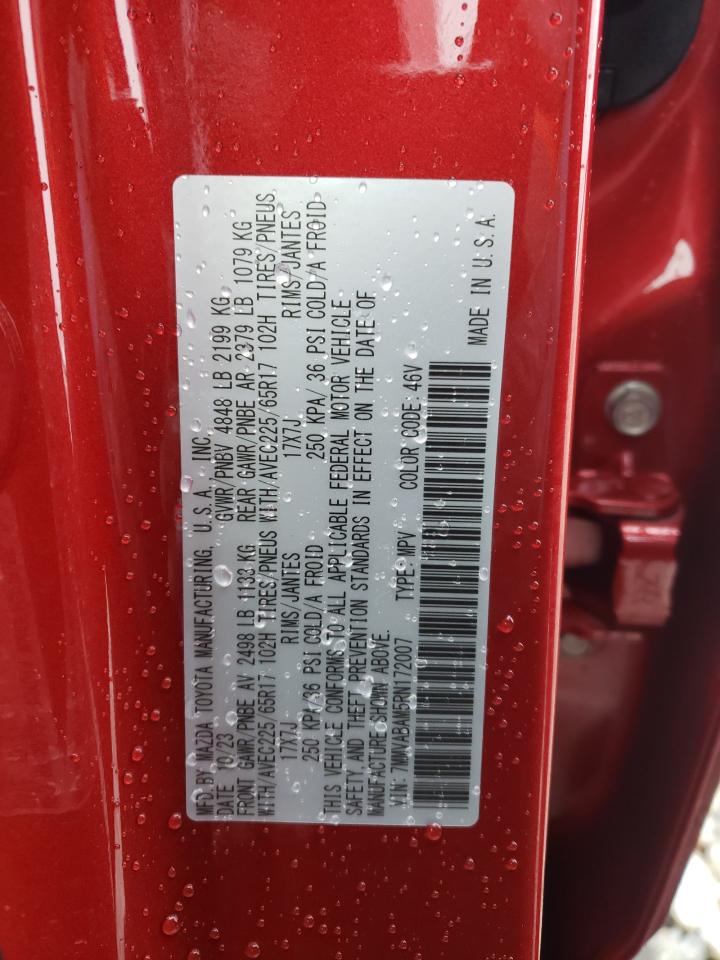 MFD. BY MAZDA TOYOTA MANUFACTURING, U.S.A., INC.
DATE 10/23 GVWR/PNBV 4848 LB 2199 KG
FRONT GAWR/PNBE AV 2498 LB 1133 KG REAR GAWR/PNBE AR 2379 LB 1079 KG
WITH/AVEC225/65R17 102H TIRES/PNEUS WITH/AVEC225/65R17 102H TIRES/PNEUS
17X7J RIMS/JANTES 17X7J RIMS/JANTES
250 KPA/36 PSI COLD/A FROID 250 KPA/36 PSI COLD/A FROID
THIS VEHICLE CONFORMS TO ALL APPLICABLE FEDERAL MOTOR VEHICLE
SAFETY AND THEFT PREVENTION STANDARDS IN EFFECT ON THE DATE OF
MANUFACTURE SHOWN ABOVE.
VIN: 7MMVABAM5RN172007 TYPE: MPV COLOR CODE: 46V
MADE IN U.S.A.